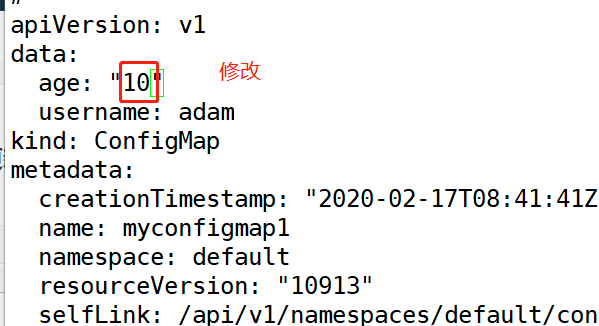 #
apiVersion: v1
data:
  age: "10"
修改
  username: adam
kind: ConfigMap
metadata:
  creationTimestamp: "2020-02-17T08:41:41Z
  name: myconfigmap1
  namespace: default
  resourceVersion: "10913"
  selfLink: /api/v1/namespaces/default/con